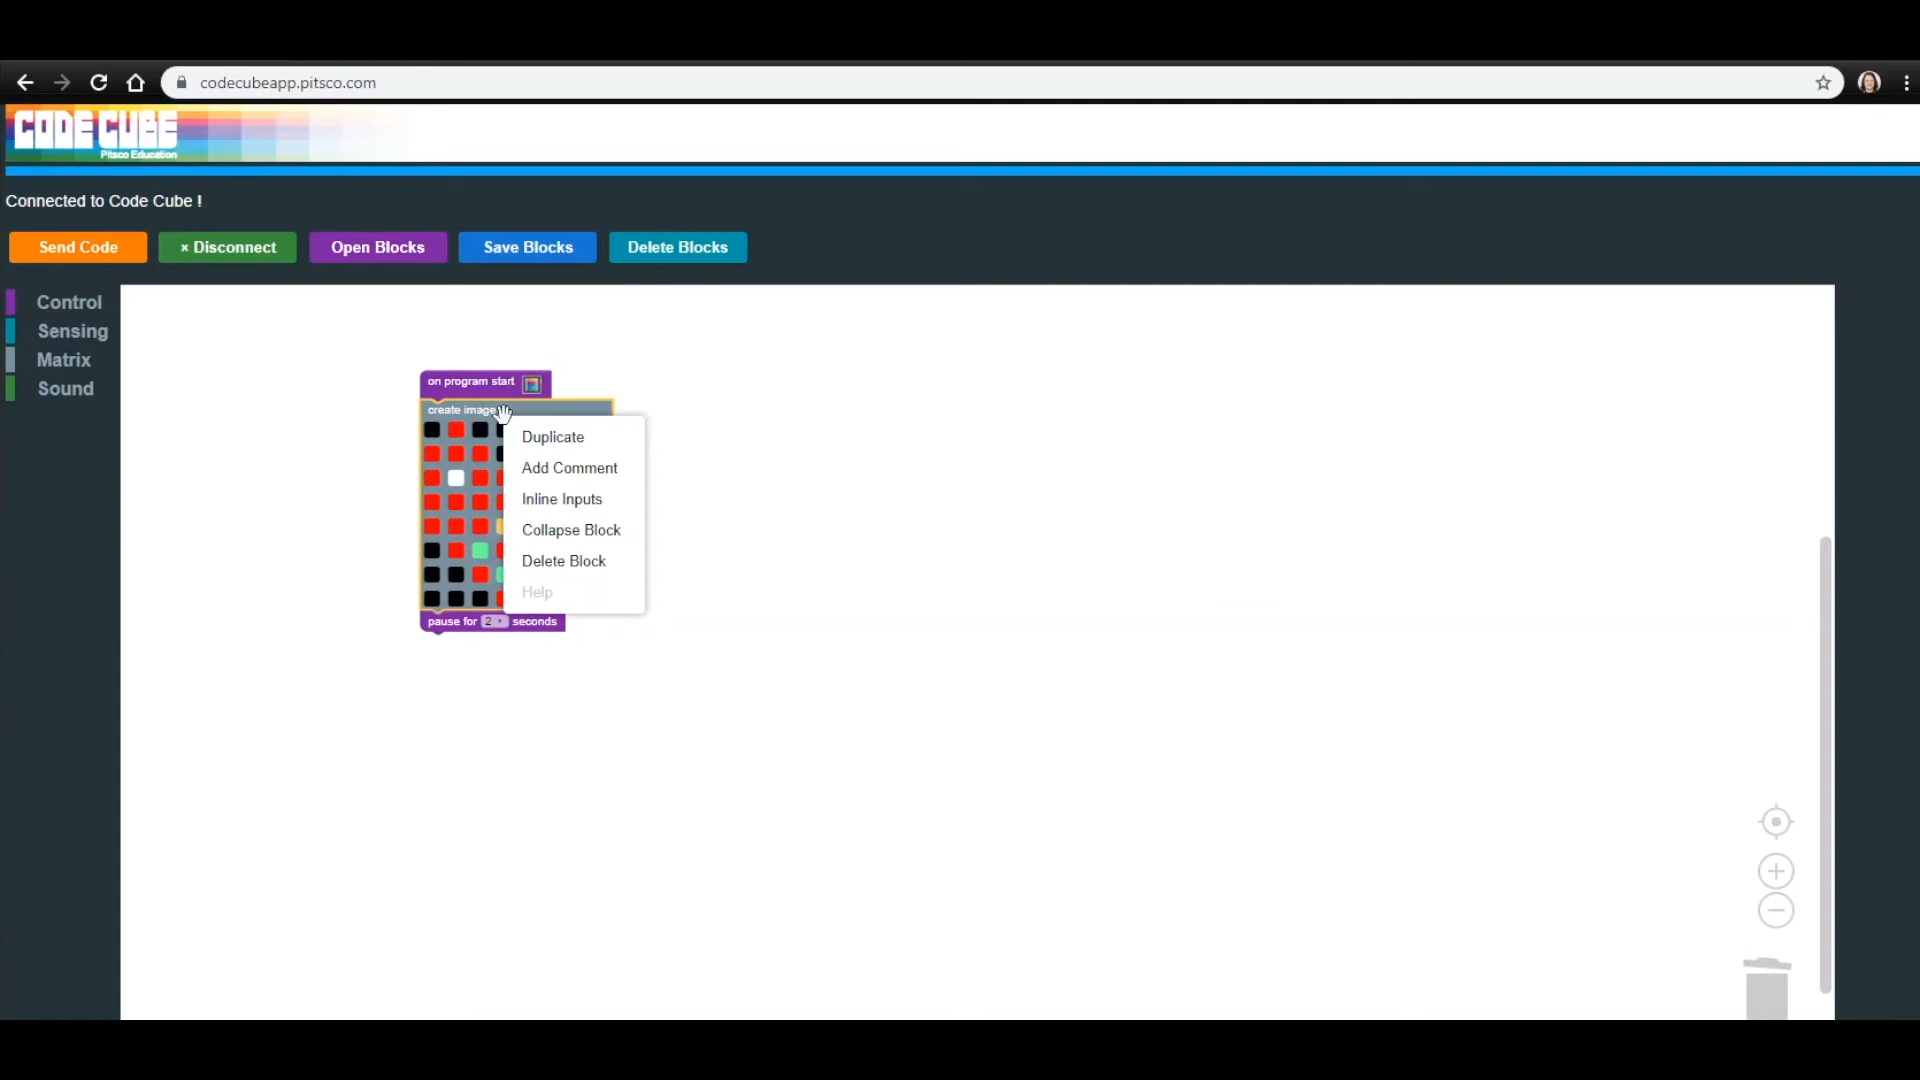 codecubeapp.pitsco.com
CODE CUBE
Pitsco Education
Connected to Code Cube !
Send Code
× Disconnect
Open Blocks
Save Blocks
Delete Blocks
Control
Sensing
Matrix
Sound
on program start
create image
Duplicate
Add Comment
Inline Inputs
Collapse Block
Delete Block
Help
pause for 2 seconds